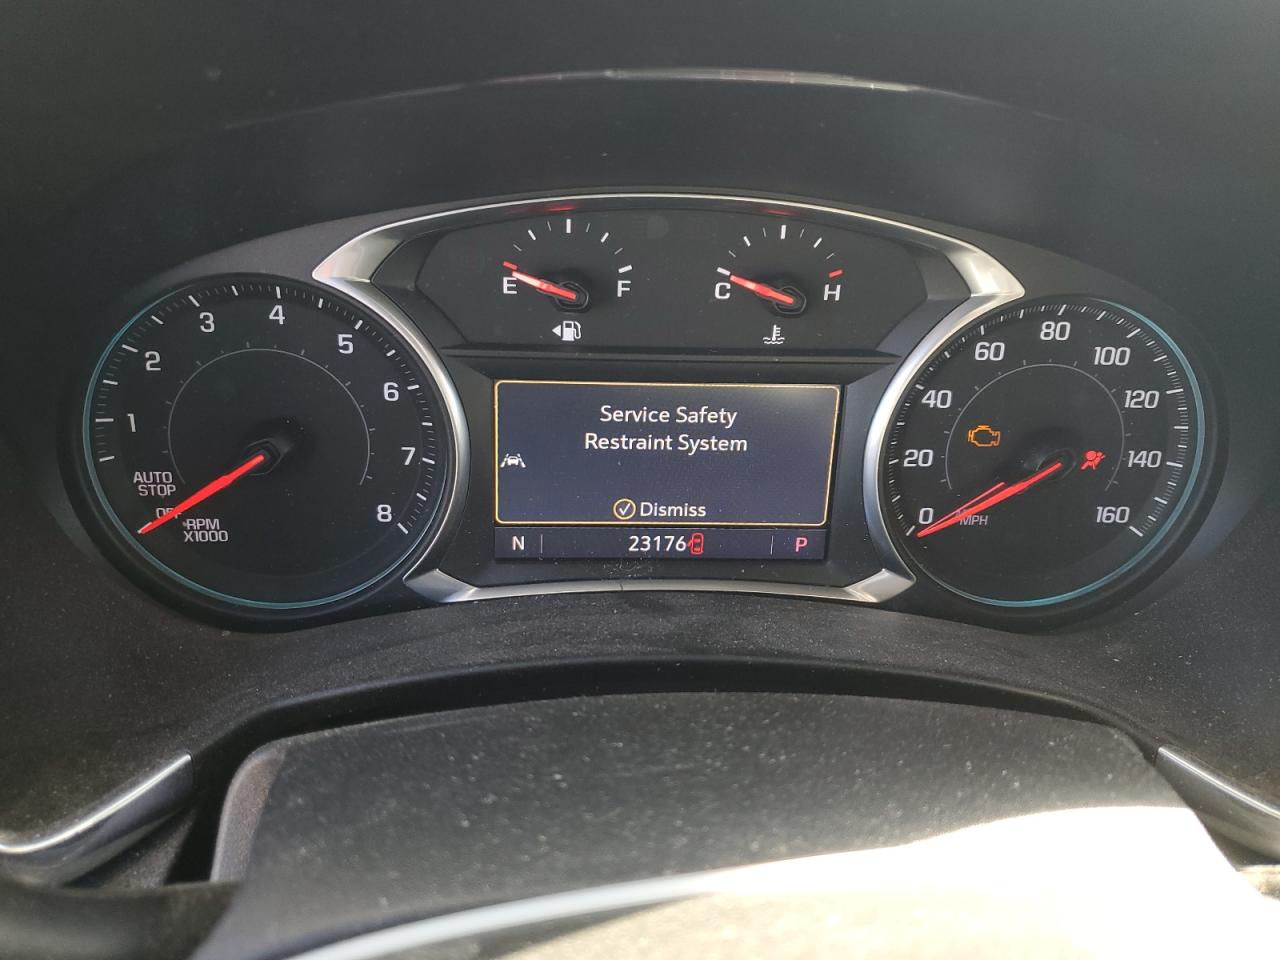 E F
C H
1 2 3 4 5 6 7 8
AUTO
STOP
OFF
RPM
X1000
Service Safety
Restraint System
Dismiss
N 23176 P
0 20 40 60 80 100 120 140 160
MPH